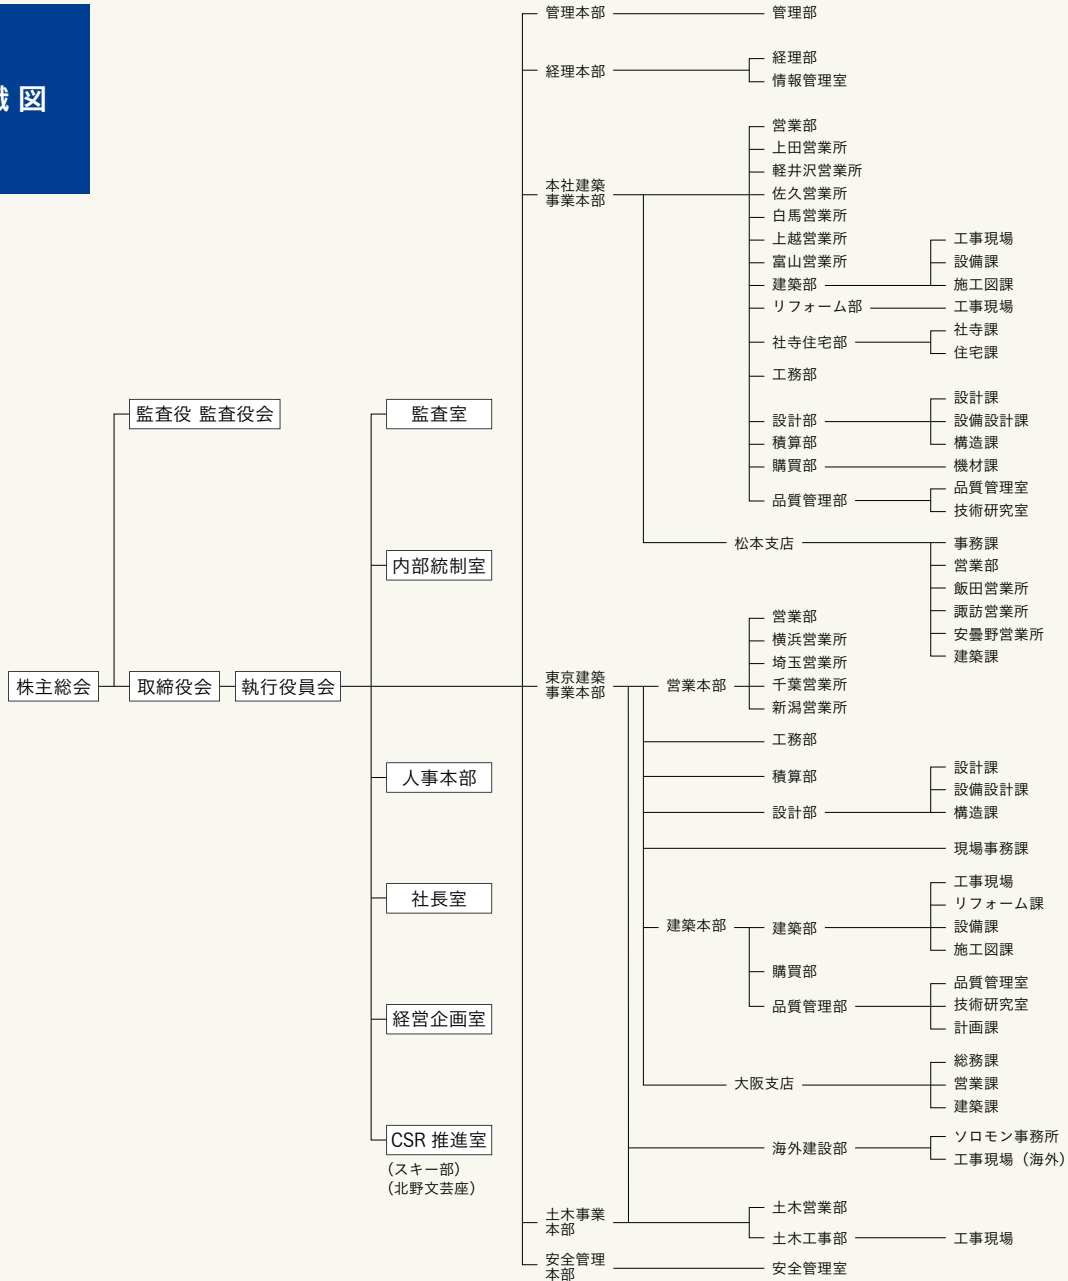 図
管理本部
管理部
経理本部
経理部
情報管理室
本社建築
事業本部
営業部
上田営業所
軽井沢営業所
佐久営業所
白馬営業所
上越営業所
富山営業所
建築部
工事現場
設備課
施工図課
リフォーム部
工事現場
社寺住宅部
社寺課
住宅課
工務部
設計部
設計課
設備設計課
構造課
積算部
購買部
機材課
品質管理部
品質管理室
技術研究室
松本支店
事務課
営業部
飯田営業所
諏訪営業所
安曇野営業所
建築課
監査役 監査役会
株主総会
取締役会
執行役員会
監査室
内部統制室
人事本部
社長室
経営企画室
CSR 推進室
(スキー部)
(北野文芸座)
東京建築
事業本部
営業本部
営業部
横浜営業所
埼玉営業所
千葉営業所
新潟営業所
工務部
積算部
設計部
設計課
設備設計課
構造課
現場事務課
建築本部
建築部
工事現場
リフォーム課
設備課
施工図課
購買部
品質管理部
品質管理室
技術研究室
計画課
大阪支店
総務課
営業課
建築課
海外建設部
ソロモン事務所
工事現場（海外）
土木事業
本部
土木営業部
土木工事部
工事現場
安全管理
本部
安全管理室